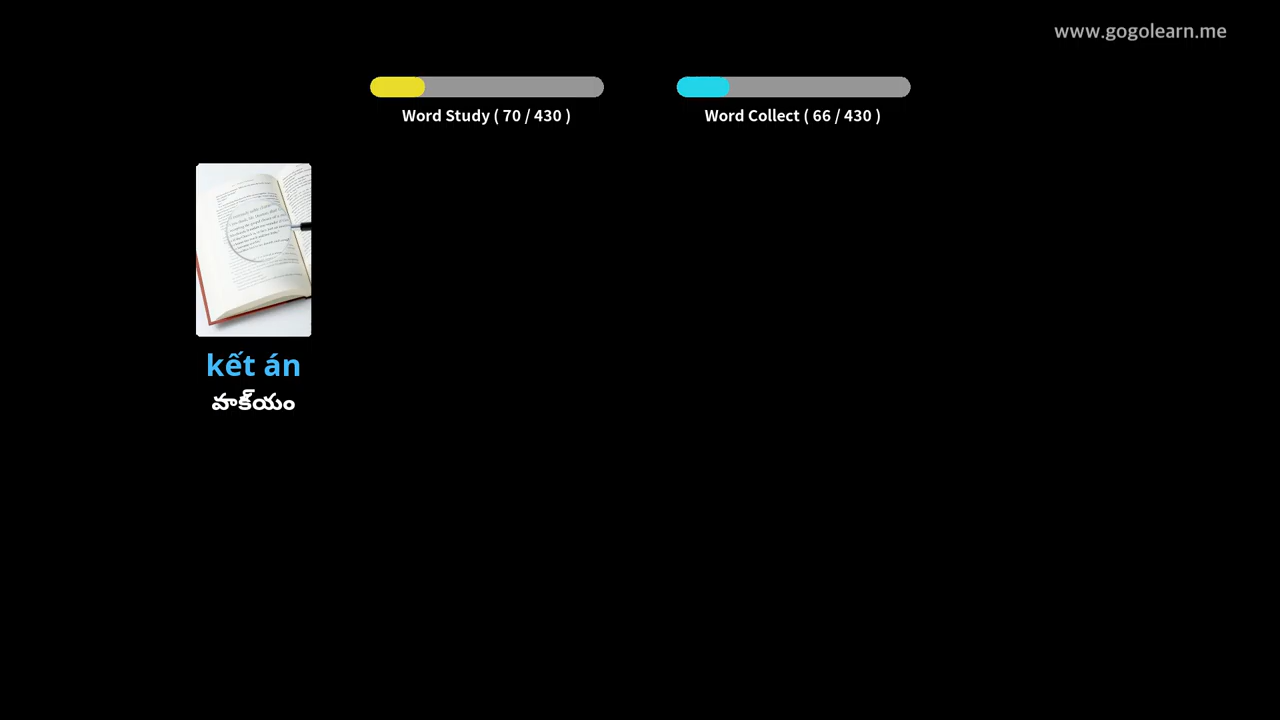 www.gogolearn.me
Word Study ( 70 / 430 )
Word Collect ( 66 / 430 )
kết án
వాక్యం